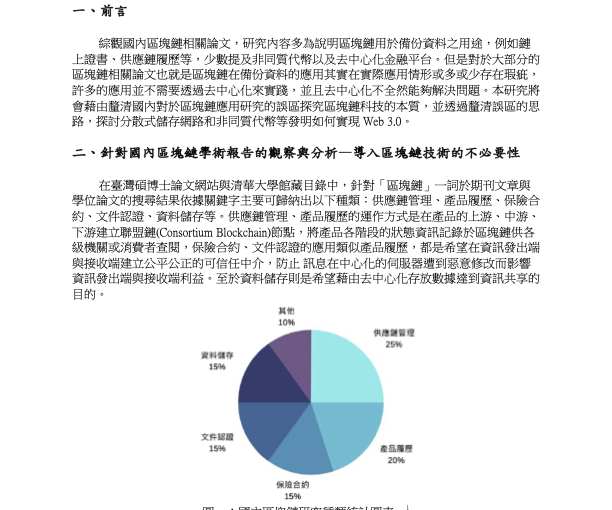 一、前言
綜觀國內區塊鏈相關論文，研究內容多為說明區塊鏈用於備份資料之用途，例如鏈
上證書、供應鏈履歷等，少數提及非同質代幣以及去中心化金融平台。但是對於大部分的
區塊鏈相關論文也就是區塊鏈在備份資料的應用其實在實際應用情形或多或少存在瑕疵，
許多的應用並不需要透過去中心化來實踐，並且去中心化不全然能夠解決問題。本研究將
會藉由釐清國內對於區塊鏈應用研究的誤區探究區塊鏈科技的本質，並透過釐清誤區的思
路，探討分散式儲存網路和非同質代幣等發明如何實現 Web 3.0。
二、針對國內區塊鏈學術報告的觀察與分析—導入區塊鏈技術的不必要性
在臺灣碩博士論文網站與清華大學館藏目錄中，針對「區塊鏈」一詞於期刊文章與
學位論文的搜尋結果依據關鍵字主要可歸納出以下種類：供應鏈管理、產品履歷、保險合
約、文件認證、資料儲存等。供應鏈管理、產品履歷的運作方式是在產品的上游、中游、
下游建立聯盟鏈(Consortium Blockchain)節點，將產品各階段的狀態資訊記錄於區塊鏈供各
級機關或消費者查閱，保險合約、文件認證的應用類似產品履歷，都是希望在資訊發出端
與接收端建立公平公正的可信任中介，防止 訊息在中心化的伺服器遭到惡意修改而影響
資訊發出端與接收端利益。至於資料儲存則是希望藉由去中心化存放數據達到資訊共享的
目的。
其他
10%
供應鏈管理
25%
資料儲存
15%
文件認證
15%
產品履歷
20%
保險合約
15%